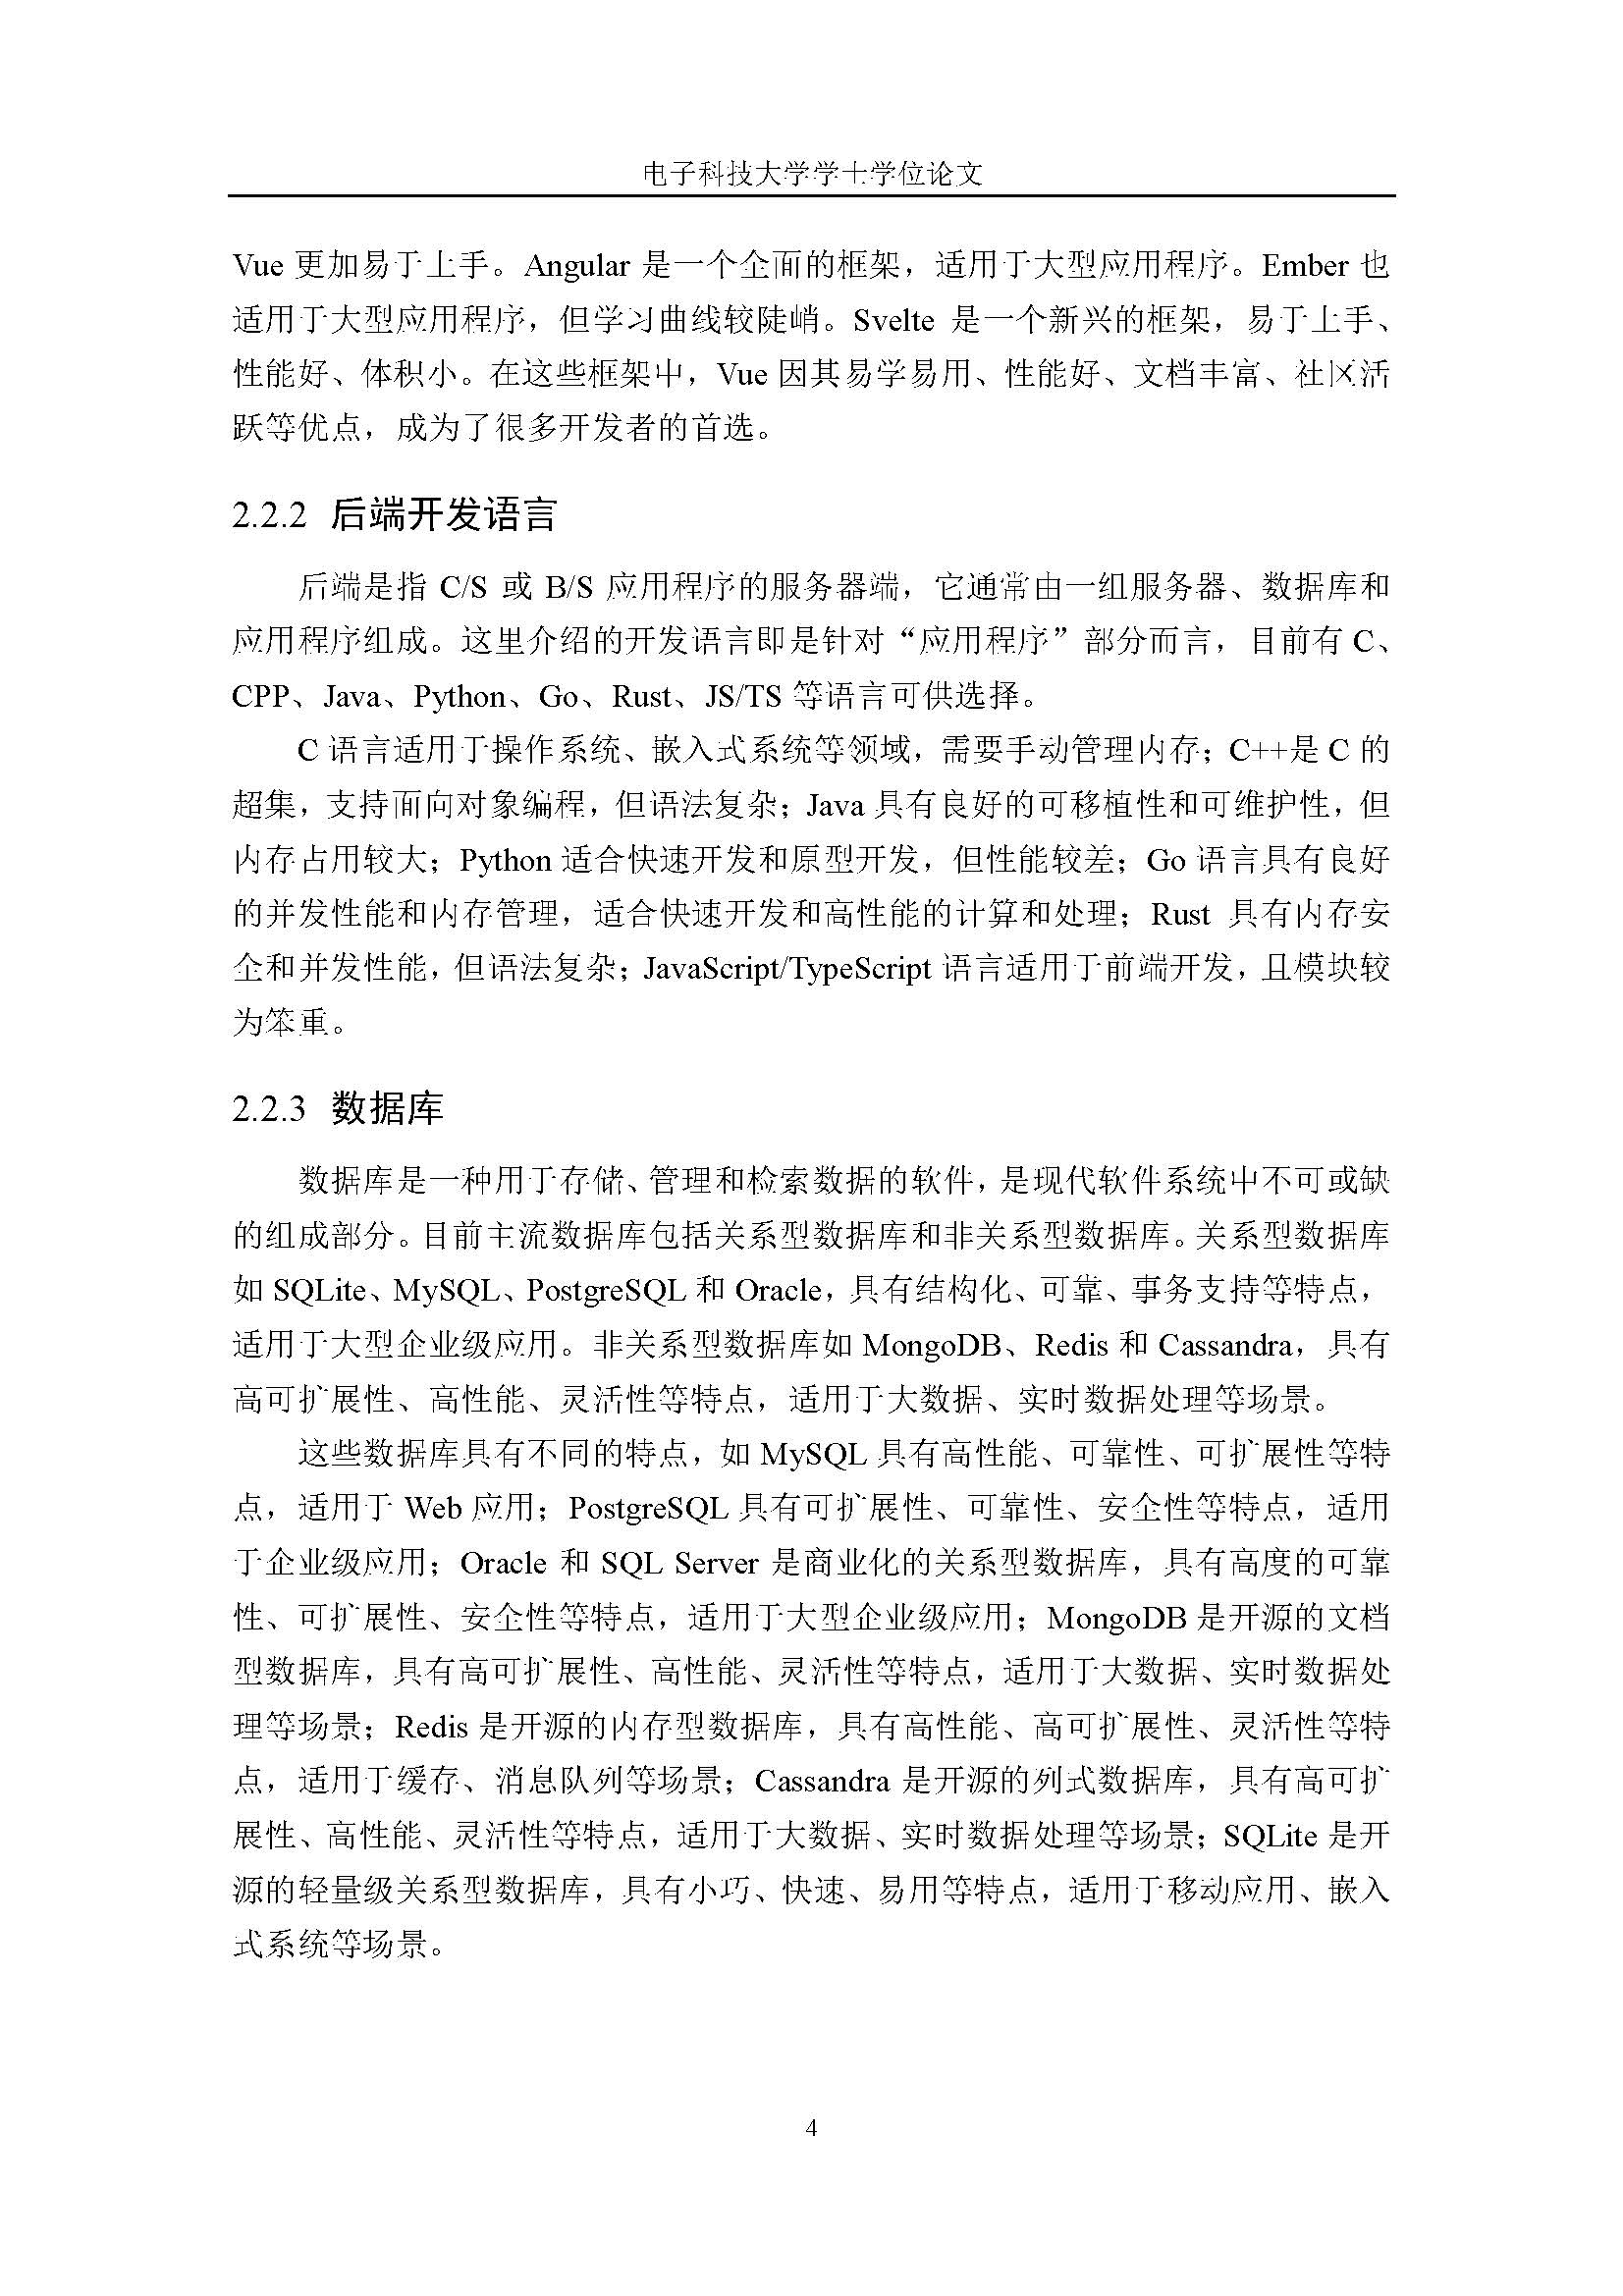 电子科技大学学士学位论文
Vue 更加易于上手。Angular 是一个全面的框架，适用于大型应用程序。Ember 也
适用于大型应用程序，但学习曲线较陡峭。Svelte 是一个新兴的框架，易于上手、
性能好、体积小。在这些框架中，Vue 因其易学易用、性能好、文档丰富、社区活
跃等优点，成为了很多开发者的首选。
2.2.2 后端开发语言
后端是指 C/S 或 B/S 应用程序的服务器端，它通常由一组服务器、数据库和
应用程序组成。这里介绍的开发语言即是针对“应用程序”部分而言，目前有 C、
CPP、Java、Python、Go、Rust、JS/TS 等语言可供选择。
C 语言适用于操作系统、嵌入式系统等领域，需要手动管理内存；C++是 C 的
超集，支持面向对象编程，但语法复杂；Java 具有良好的可移植性和可维护性，但
内存占用较大；Python 适合快速开发和原型开发，但性能较差；Go 语言具有良好
的并发性能和内存管理，适合快速开发和高性能的计算和处理；Rust 具有内存安
全和并发性能，但语法复杂；JavaScript/TypeScript 语言适用于前端开发，且模块较
为笨重。
2.2.3 数据库
数据库是一种用于存储、管理和检索数据的软件，是现代软件系统中不可或缺
的组成部分。目前主流数据库包括关系型数据库和非关系型数据库。关系型数据库
如 SQLite、MySQL、PostgreSQL 和 Oracle，具有结构化、可靠、事务支持等特点，
适用于大型企业级应用。非关系型数据库如 MongoDB、Redis 和 Cassandra，具有
高可扩展性、高性能、灵活性等特点，适用于大数据、实时数据处理等场景。
这些数据库具有不同的特点，如 MySQL 具有高性能、可靠性、可扩展性等特
点，适用于 Web 应用；PostgreSQL 具有可扩展性、可靠性、安全性等特点，适用
于企业级应用；Oracle 和 SQL Server 是商业化的关系型数据库，具有高度的可靠
性、可扩展性、安全性等特点，适用于大型企业级应用；MongoDB 是开源的文档
型数据库，具有高可扩展性、高性能、灵活性等特点，适用于大数据、实时数据处
理等场景；Redis 是开源的内存型数据库，具有高性能、高可扩展性、灵活性等特
点，适用于缓存、消息队列等场景；Cassandra 是开源的列式数据库，具有高可扩
展性、高性能、灵活性等特点，适用于大数据、实时数据处理等场景；SQLite 是开
源的轻量级关系型数据库，具有小巧、快速、易用等特点，适用于移动应用、嵌入
式系统等场景。
4